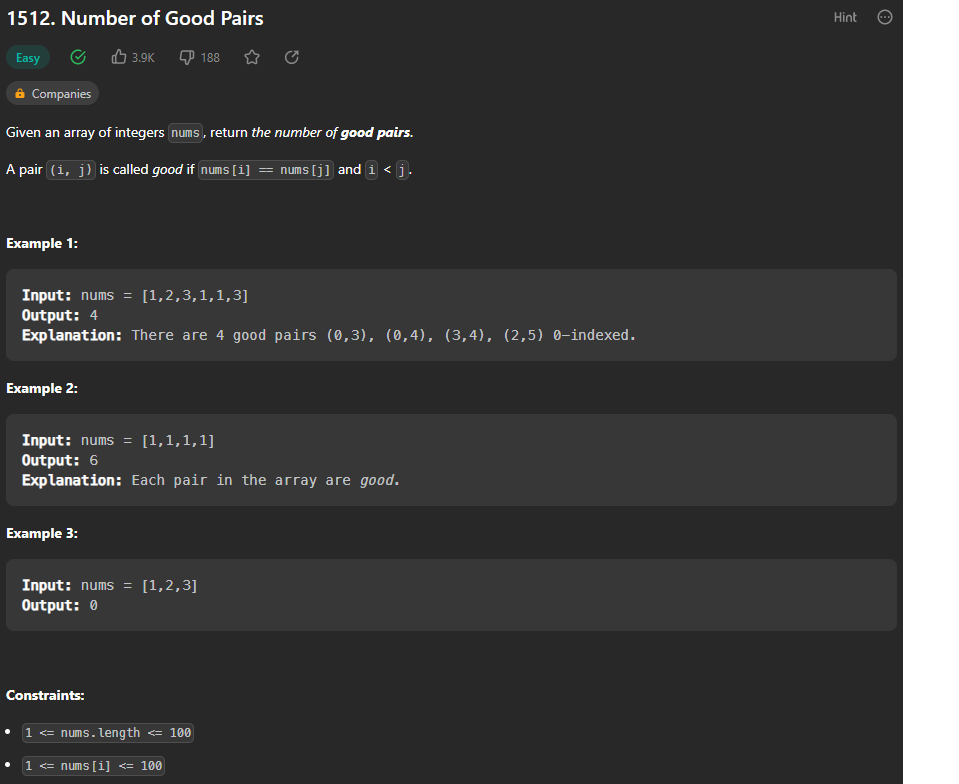 1512. Number of Good Pairs
Hint
Easy
3.9K
188
Companies
Given an array of integers nums, return the number of good pairs.
A pair (i, j) is called good if nums[i] == nums[j] and i < j.
Example 1:
Input: nums = [1,2,3,1,1,3]
Output: 4
Explanation: There are 4 good pairs (0,3), (0,4), (3,4), (2,5) 0-indexed.
Example 2:
Input: nums = [1,1,1,1]
Output: 6
Explanation: Each pair in the array are good.
Example 3:
Input: nums = [1,2,3]
Output: 0
Constraints:
• 1 <= nums.length <= 100
• 1 <= nums[i] <= 100